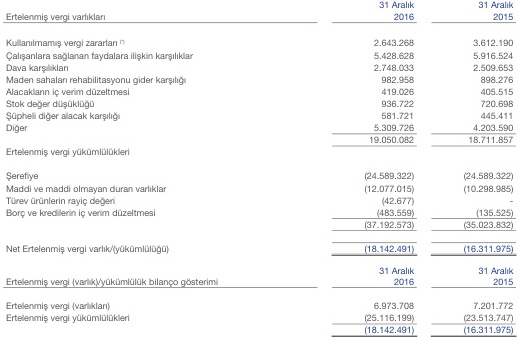 31 Aralık 31 Aralık
Ertelenmiş vergi varlıkları 2016 2015
Kullanılmamış vergi zararları (*) 2.643.268 3.612.190
Çalışanlara sağlanan faydalara ilişkin karşılıklar 5.428.628 5.916.524
Dava karşılıkları 2.748.033 2.509.653
Maden sahaları rehabilitasyonu gider karşılığı 982.958 898.276
Alacakların iç verim düzeltmesi 419.026 405.515
Stok değer düşüklüğü 936.722 720.698
Şüpheli diğer alacak karşılığı 581.721 445.411
Diğer 5.309.726 4.203.590
19.050.082 18.711.857
Ertelenmiş vergi yükümlülükleri
Şerefiye (24.589.322) (24.589.322)
Maddi ve maddi olmayan duran varlıklar (12.077.015) (10.298.985)
Türev ürünlerin rayiç değeri (42.677) -
Borç ve kredilerin iç verim düzeltmesi (483.559) (135.525)
(37.192.573) (35.023.832)
Net Ertelenmiş vergi varlık/(yükümlülüğü) (18.142.491) (16.311.975)
31 Aralık 31 Aralık
Ertelenmiş vergi (varlık)/yükümlülük bilanço gösterimi 2016 2015
Ertelenmiş vergi (varlıkları) 6.973.708 7.201.772
Ertelenmiş vergi yükümlülükleri (25.116.199) (23.513.747)
(18.142.491) (16.311.975)